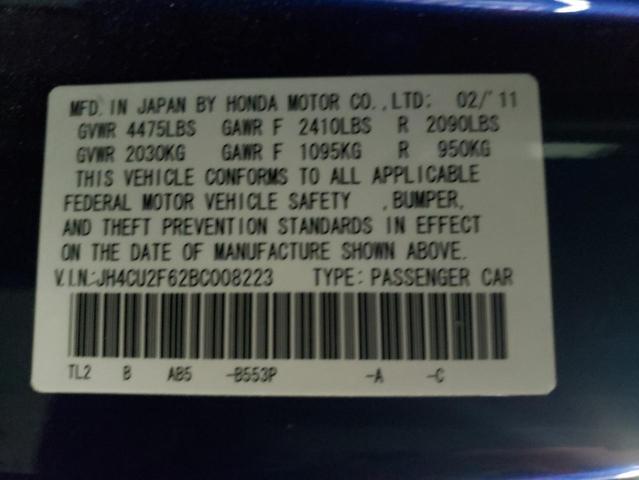 MFD. IN JAPAN BY HONDA MOTOR CO.,LTD: 02/'11
GVWR 4475LBS GAWR F 2410LBS R 2090LBS
GVWR 2030KG GAWR F 1095KG R 950KG
THIS VEHICLE CONFORMS TO ALL APPLICABLE
FEDERAL MOTOR VEHICLE SAFETY ,BUMPER,
AND THEFT PREVENTION STANDARDS IN EFFECT
ON THE DATE OF MANUFACTURE SHOWN ABOVE.
V.I.N:JH4CU2F62BC008223 TYPE: PASSENGER CAR
TL2 B AB5 -B553P -A -C